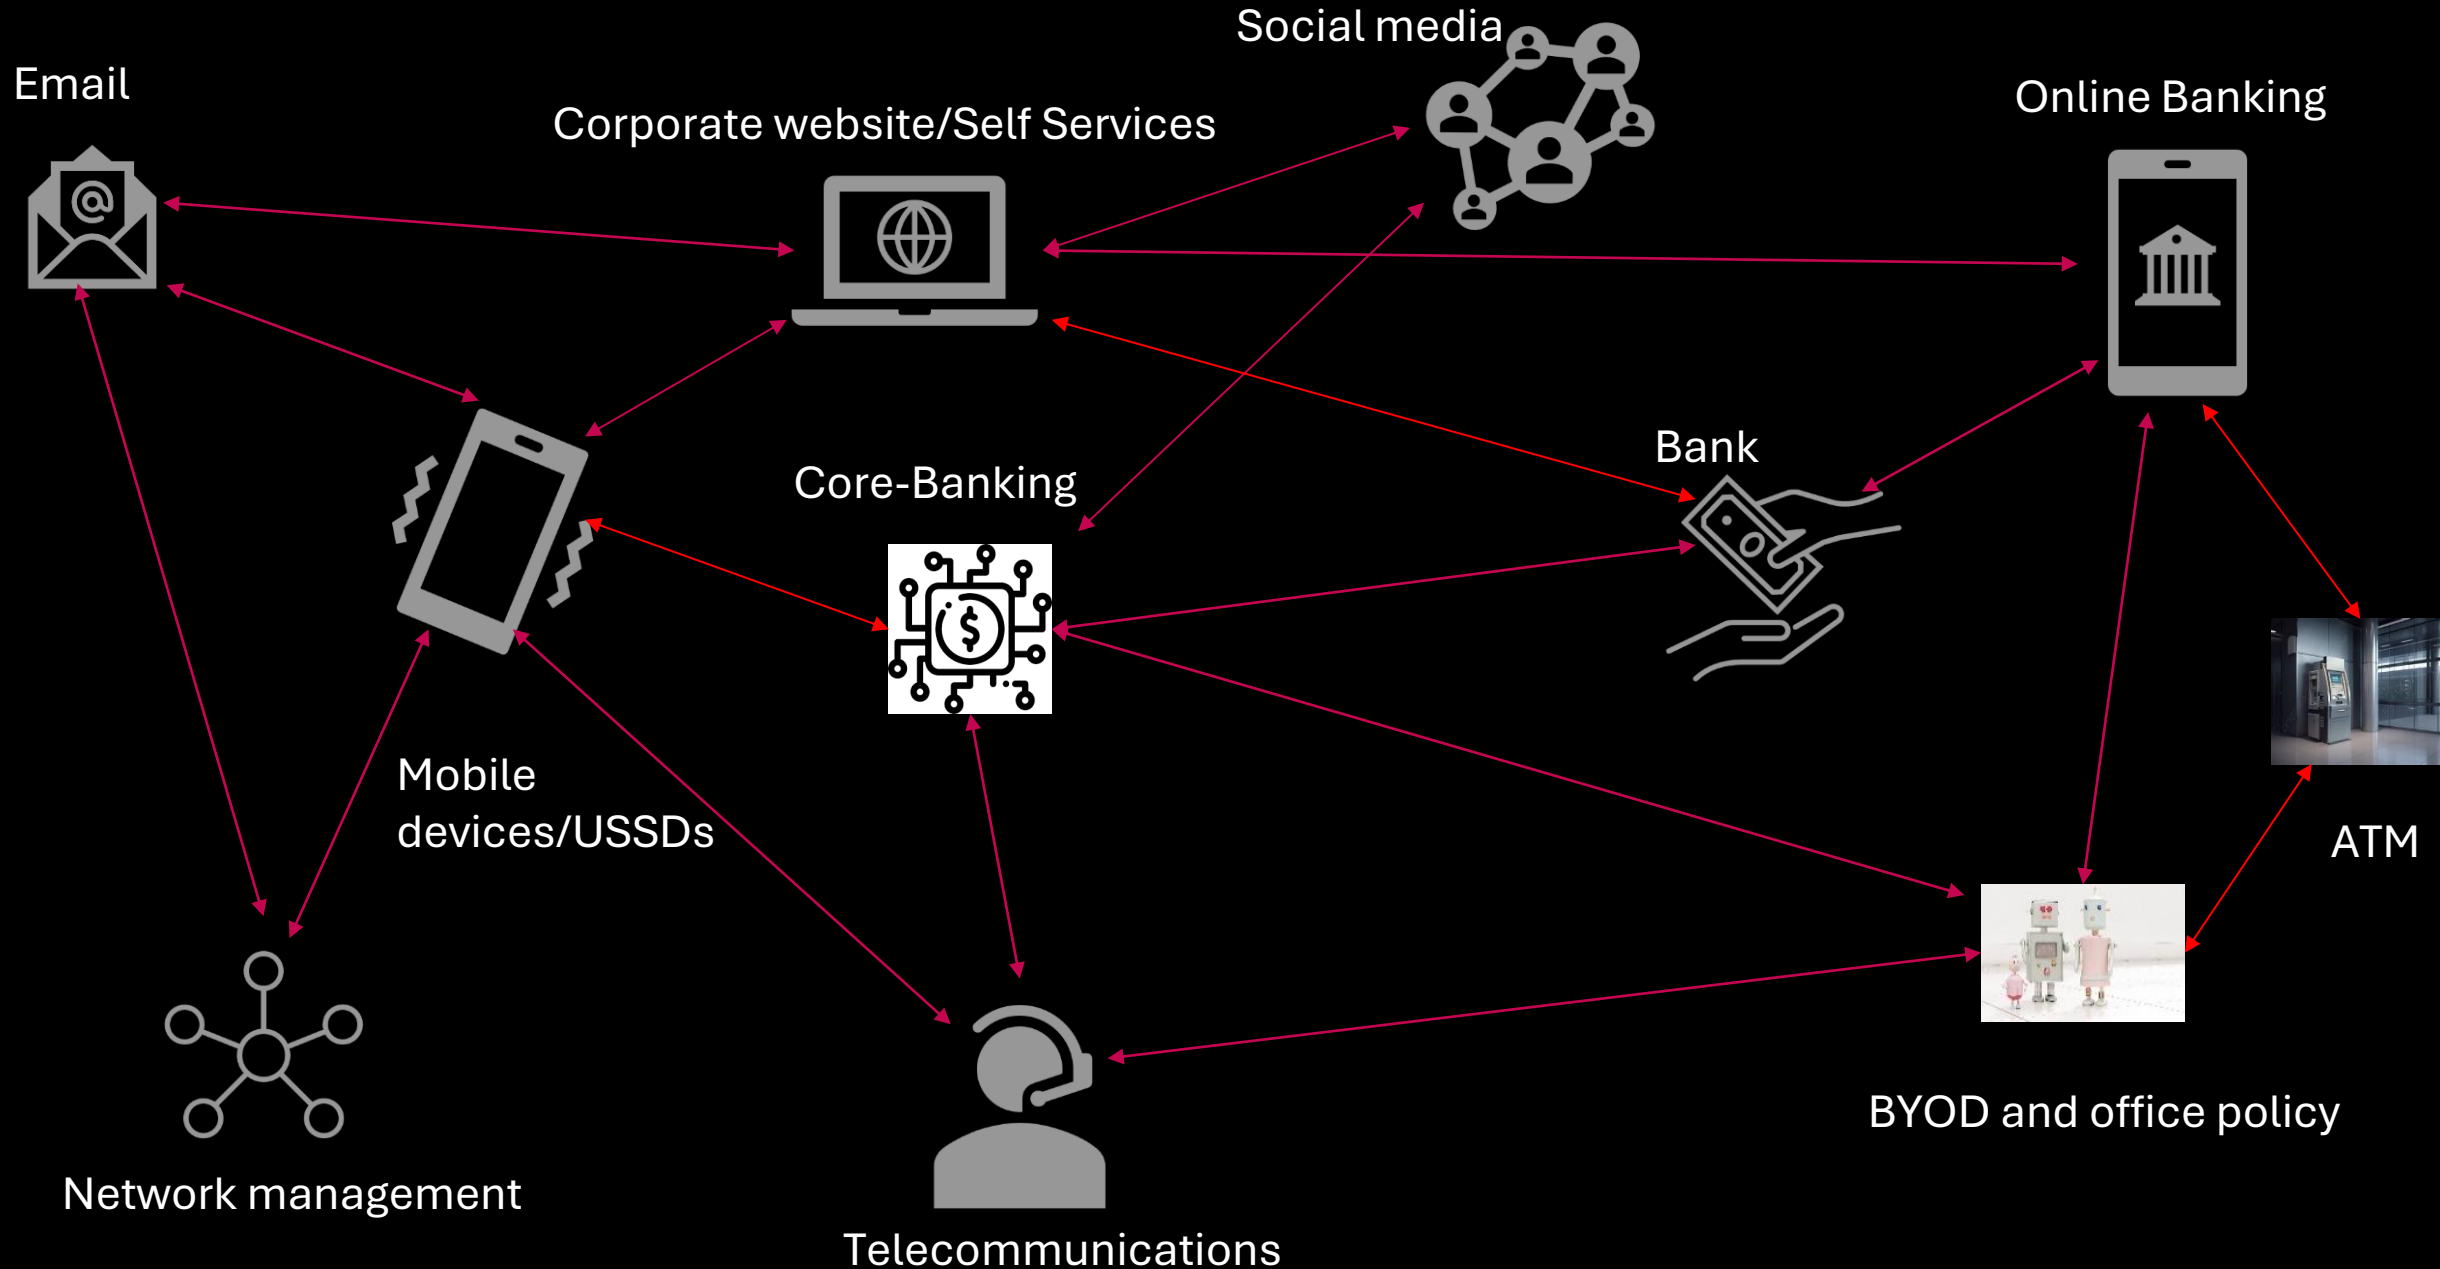 Social media
Email
Online Banking
Corporate website/Self Services
Bank
Core-Banking
Mobile
devices/USSDs
ATM
BYOD and office policy
Network management
Telecommunications